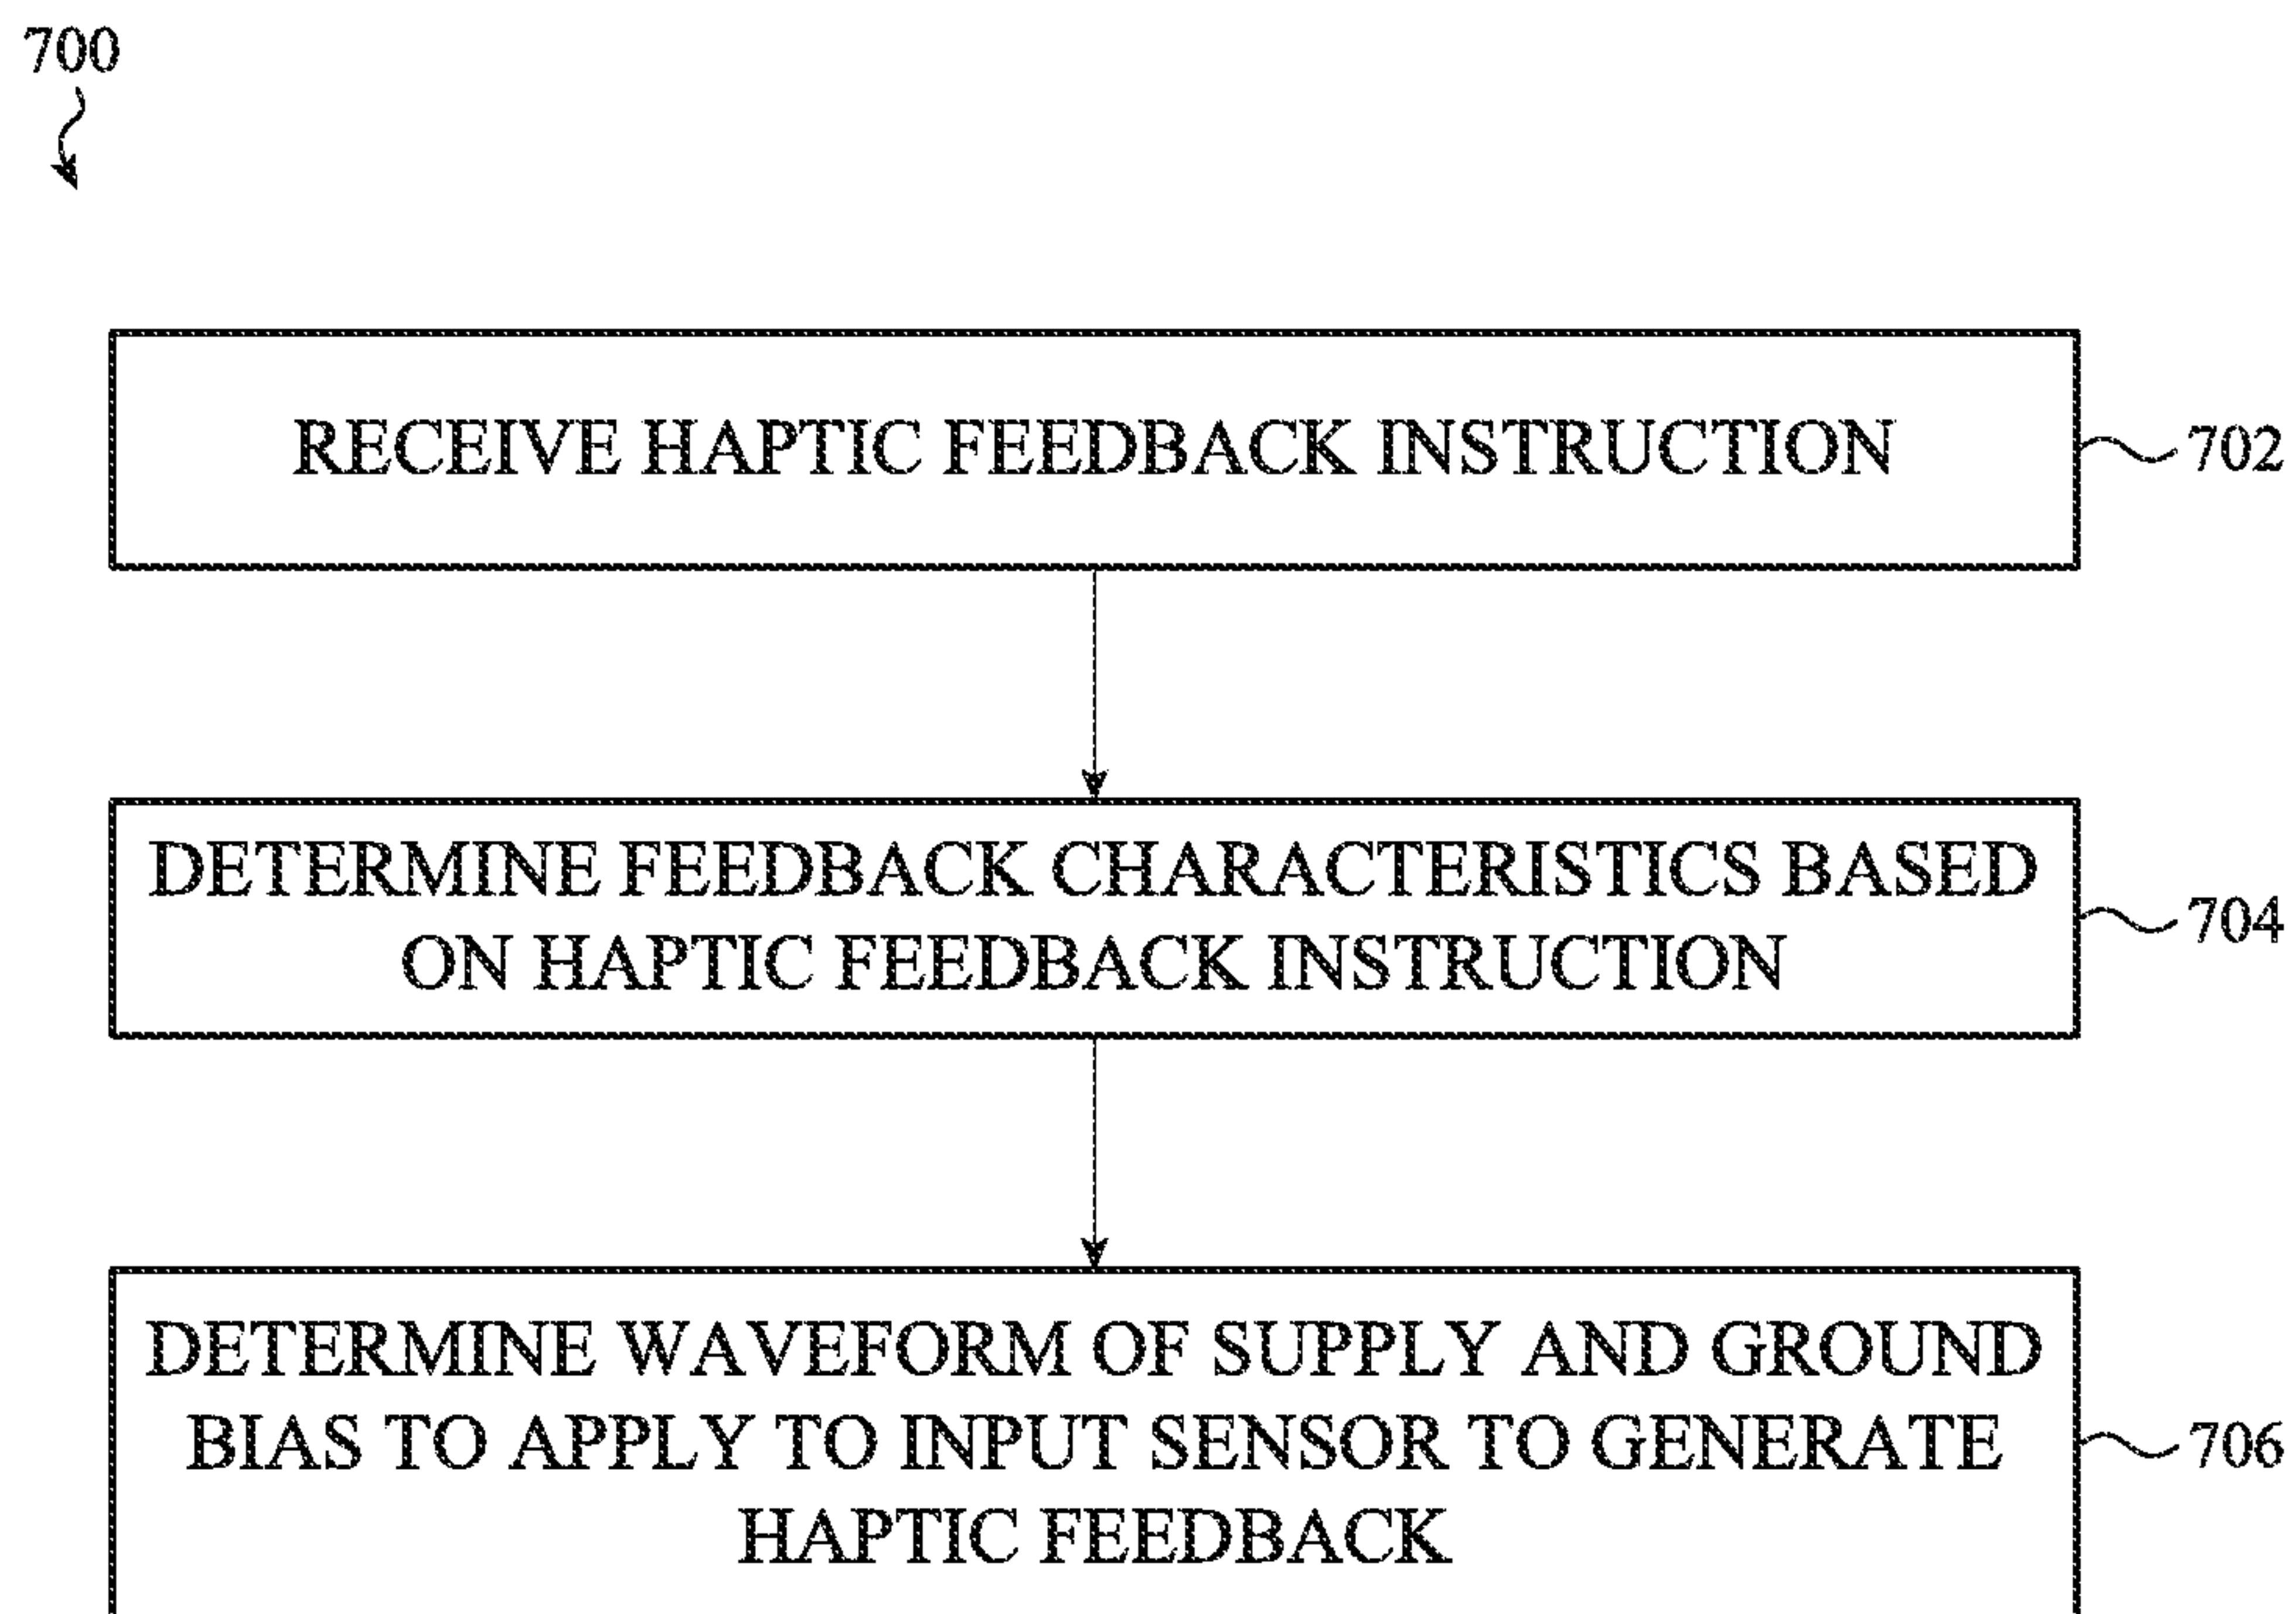 700
RECEIVE HAPTIC FEEDBACK INSTRUCTION
702
DETERMINE FEEDBACK CHARACTERISTICS BASED
ON HAPTIC FEEDBACK INSTRUCTION
704
DETERMINE WAVEFORM OF SUPPLY AND GROUND
BIAS TO APPLY TO INPUT SENSOR TO GENERATE
HAPTIC FEEDBACK
706